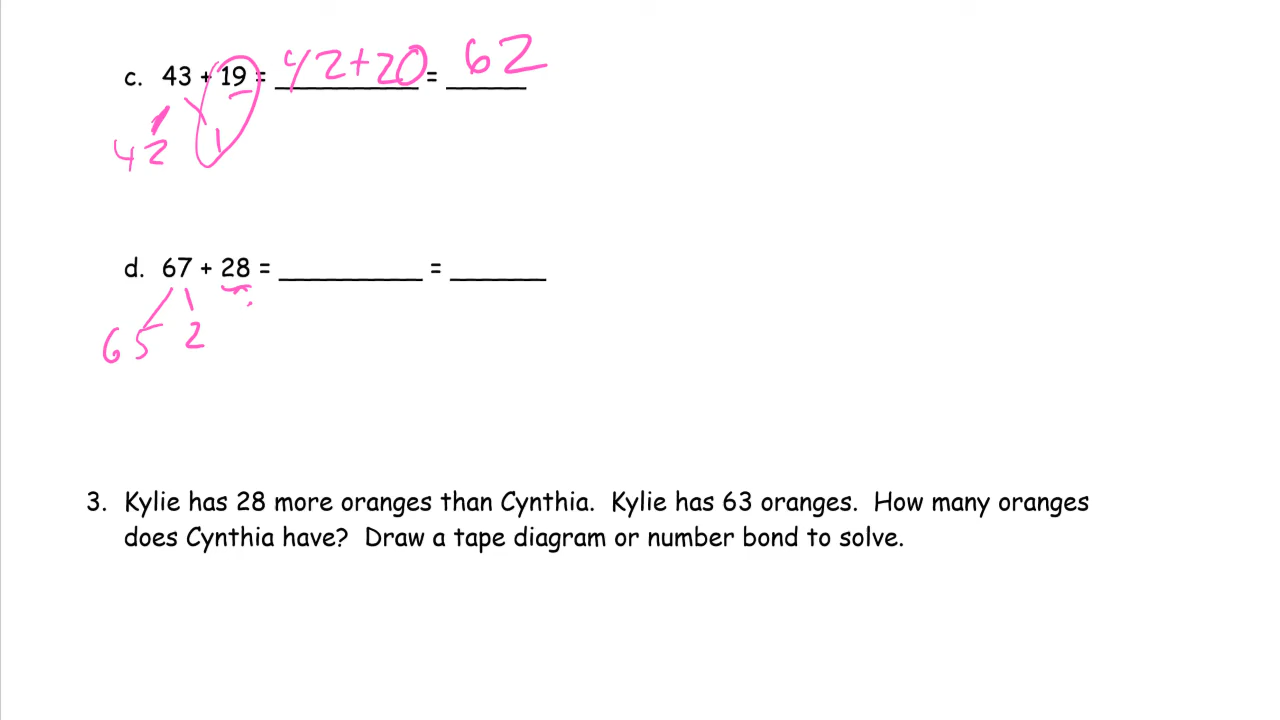 c. 43 + 19 = 42+20 = 62
42 1
d. 67 + 28 = __________ = ______
65 2
3. Kylie has 28 more oranges than Cynthia. Kylie has 63 oranges. How many oranges
does Cynthia have? Draw a tape diagram or number bond to solve.